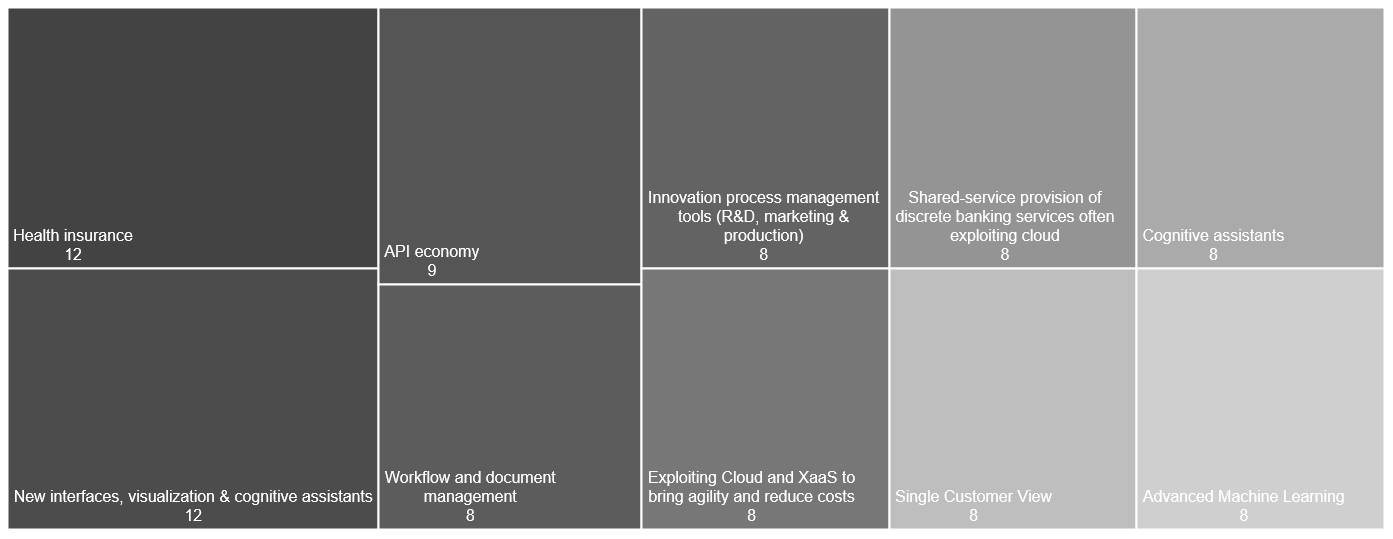 Health insurance
12
New interfaces, visualization & cognitive assistants
12
API economy
9
Workflow and document
management
8
Innovation process management
tools (R&D, marketing &
production)
8
Exploiting Cloud and XaaS to
bring agility and reduce costs
8
Shared-service provision of
discrete banking services often
exploiting cloud
8
Single Customer View
8
Cognitive assistants
8
Advanced Machine Learning
8